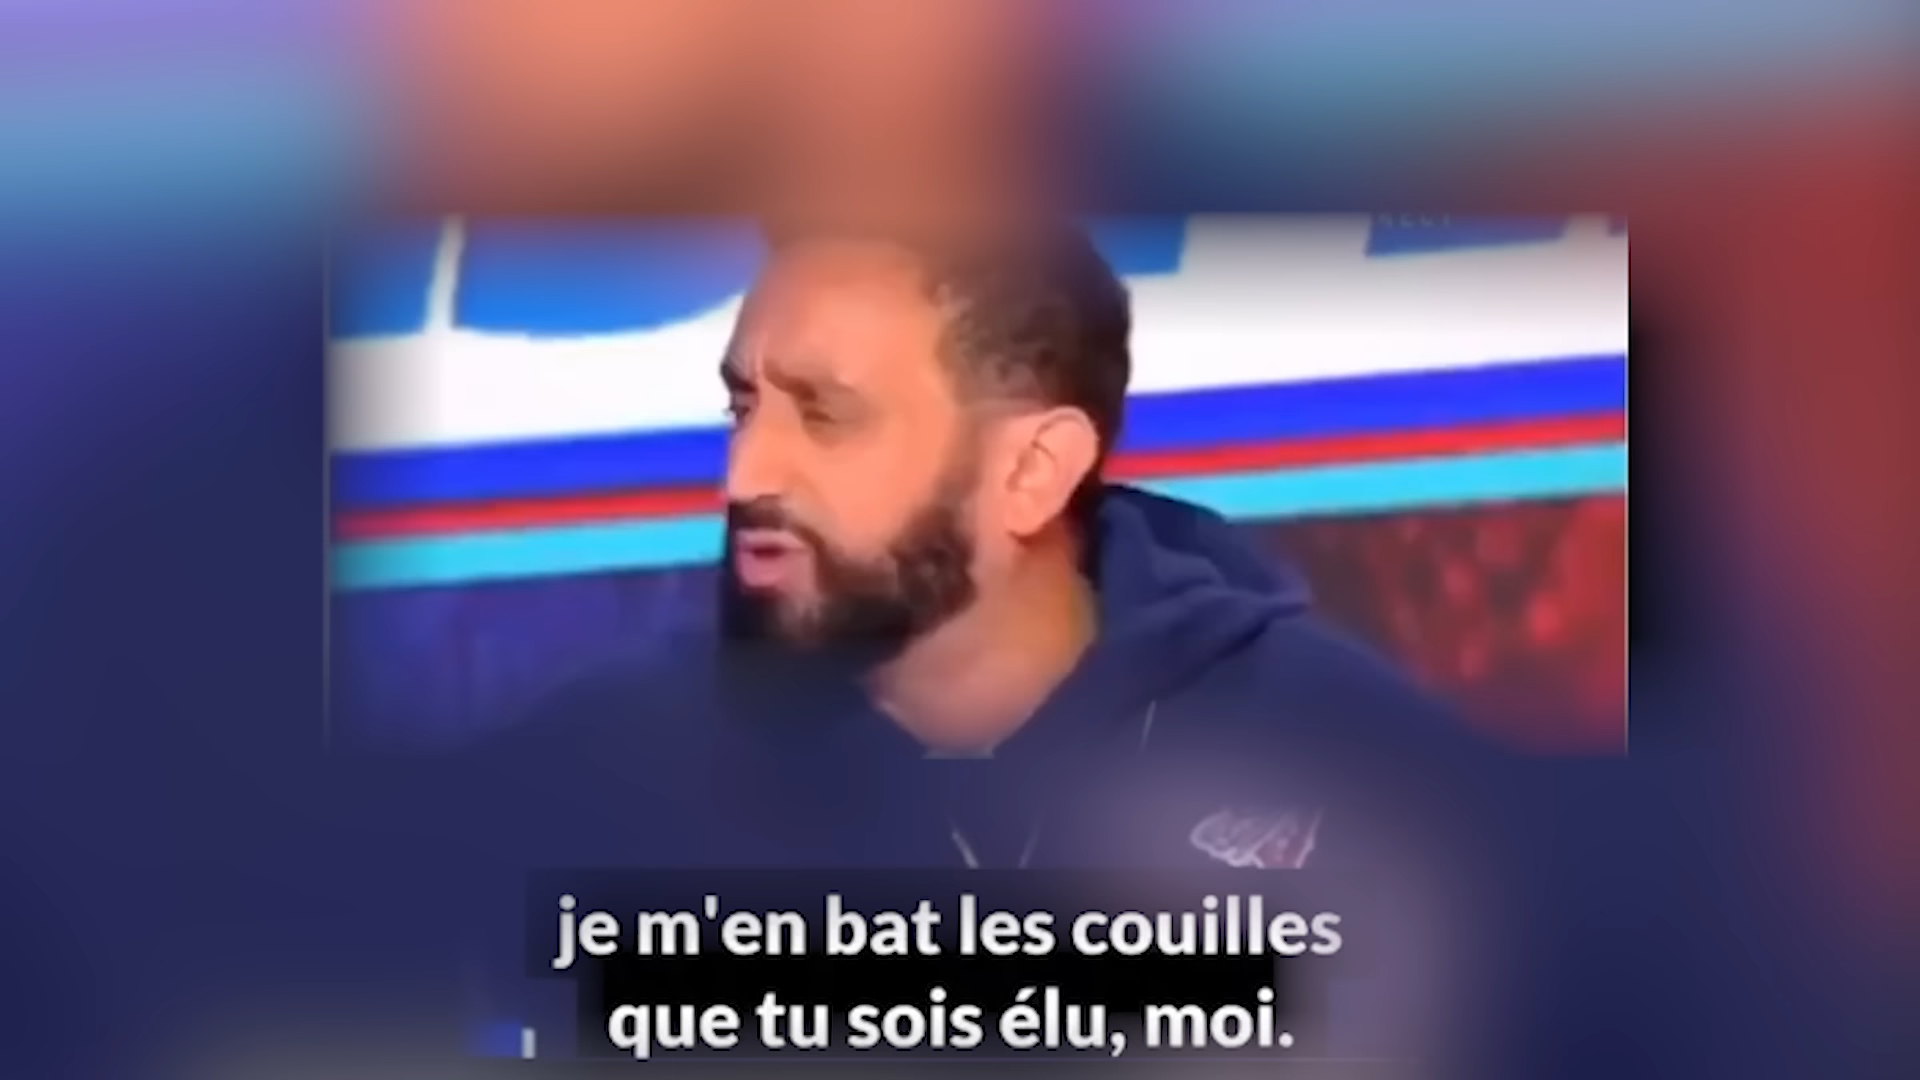 je m'en bat les couilles
que tu sois élu, moi.